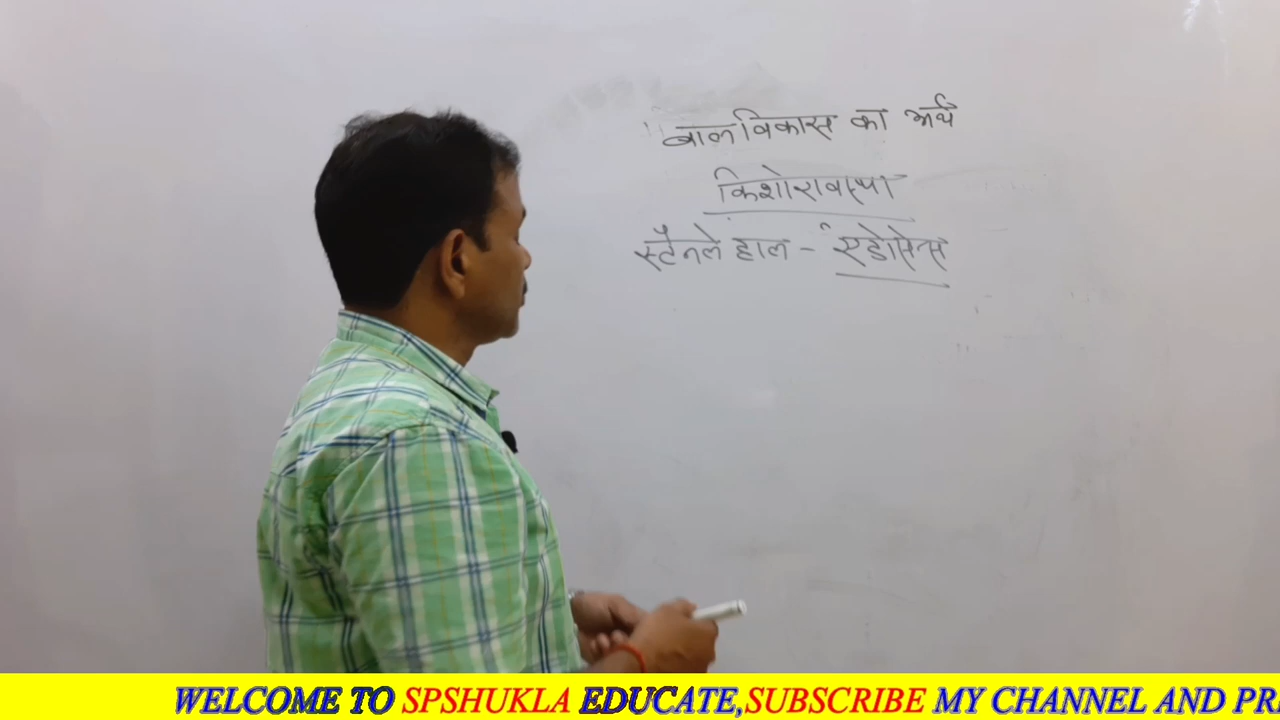 बालविकास का अर्थ
किशोरावस्था
स्टैनले हाल - एडोसेन्स
WELCOME TO SPSHUKLA EDUCATE,SUBSCRIBE MY CHANNEL AND PR